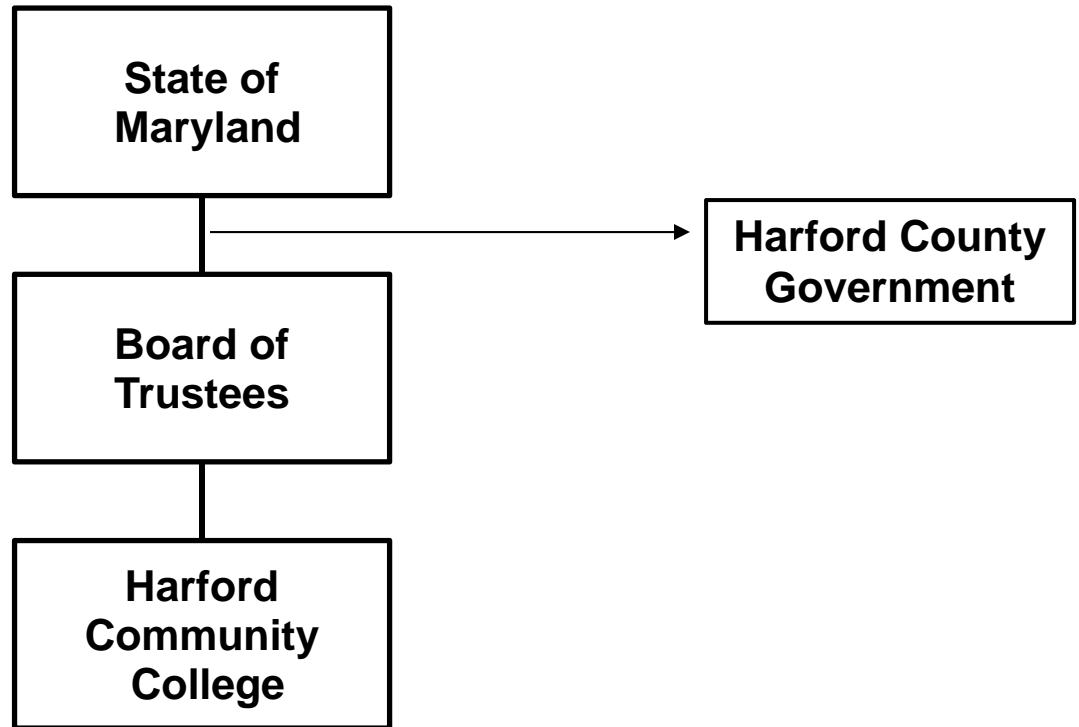 State of
Maryland
Harford County
Government
Board of
Trustees
Harford
Community
College